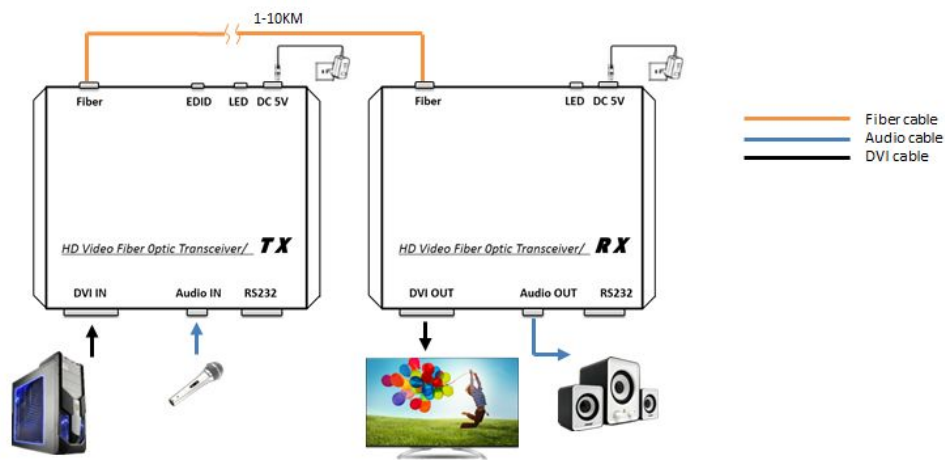 1-10KM
Fiber EDID LED DC 5V
Fiber LED DC 5V
Fiber cable
Audio cable
DVI cable
HD Video Fiber Optic Transceiver/ TX
HD Video Fiber Optic Transceiver/ RX
DVI IN Audio IN RS232
DVI OUT Audio OUT RS232